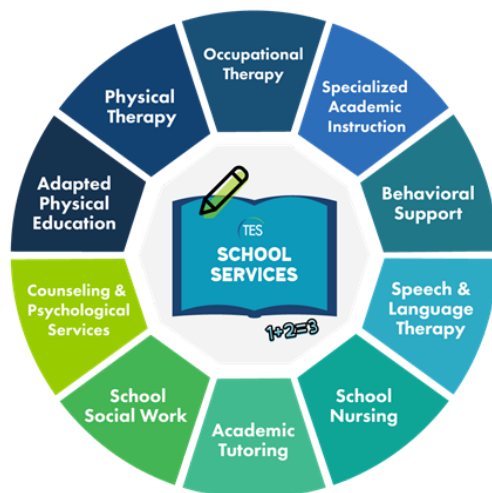 Occupational
Therapy
Specialized
Academic
Instruction
Behavioral
Support
Speech &
Language
Therapy
School
Nursing
Academic
Tutoring
School
Social Work
Counseling &
Psychological
Services
Adapted
Physical
Education
Physical
Therapy
TES
SCHOOL
SERVICES
1+2=3